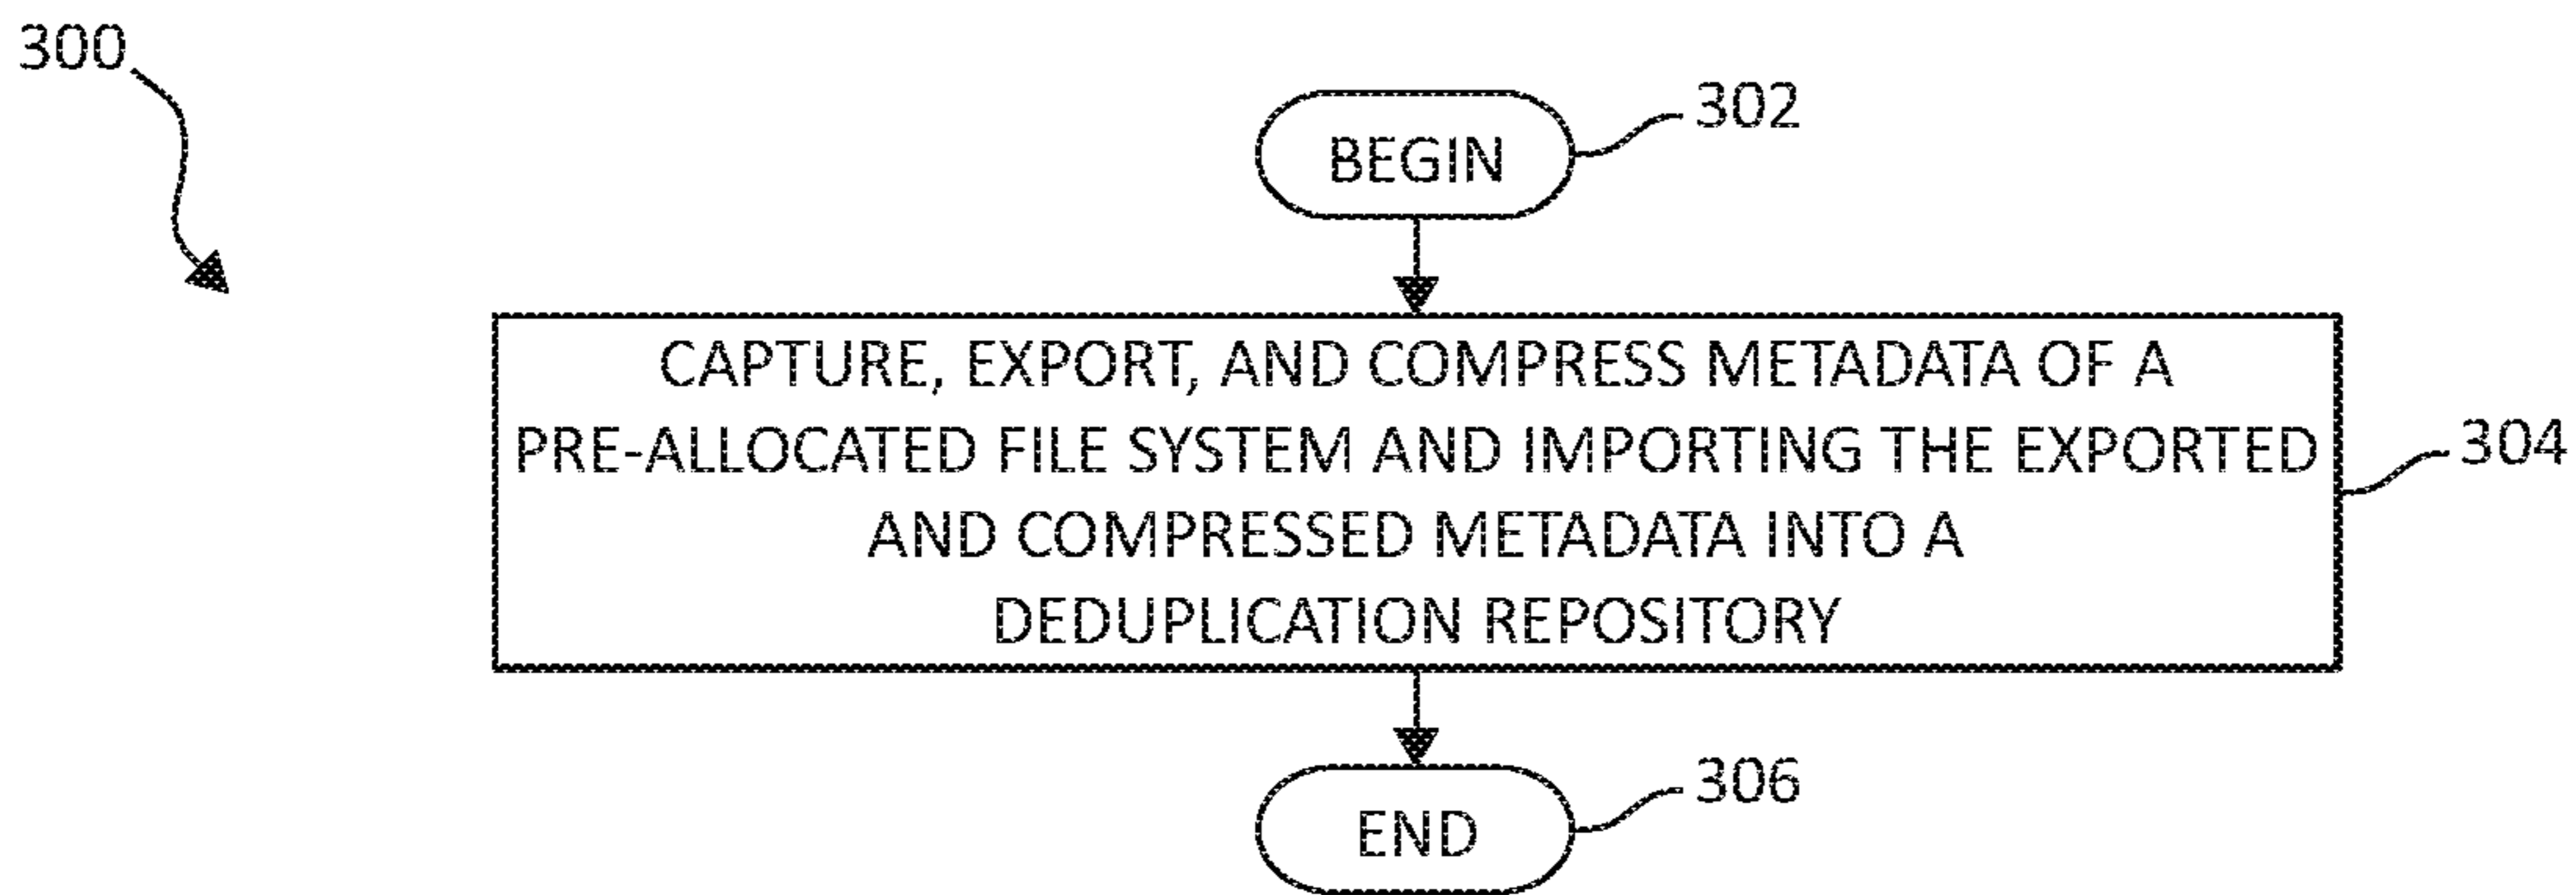 300
BEGIN
302
CAPTURE, EXPORT, AND COMPRESS METADATA OF A
PRE-ALLOCATED FILE SYSTEM AND IMPORTING THE EXPORTED
AND COMPRESSED METADATA INTO A
DEDUPLICATION REPOSITORY
304
END
306